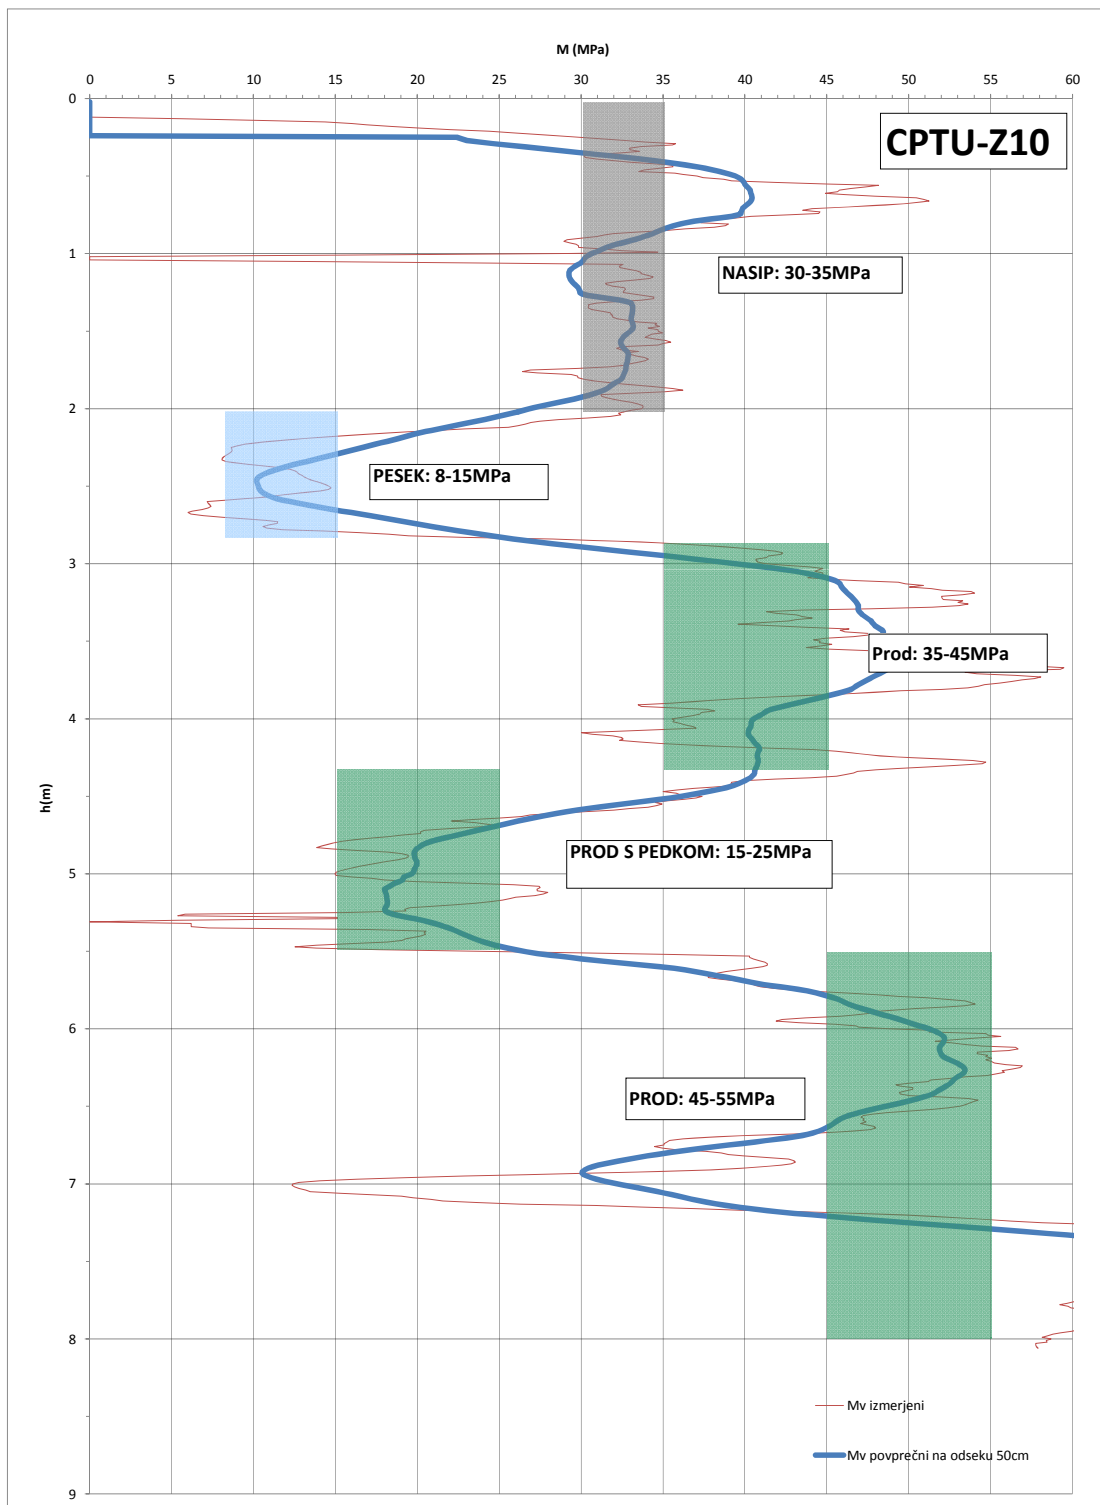 M (MPa)
0 5 10 15 20 25 30 35 40 45 50 55 60
0
CPTU-Z10
1
NASIP: 30-35MPa
2
PESEK: 8-15MPa
3
Prod: 35-45MPa
4
h(m)
PROD S PEDKOM: 15-25MPa
5
6
PROD: 45-55MPa
7
8
Mv izmerjeni
Mv povprečni na odseku 50cm
9